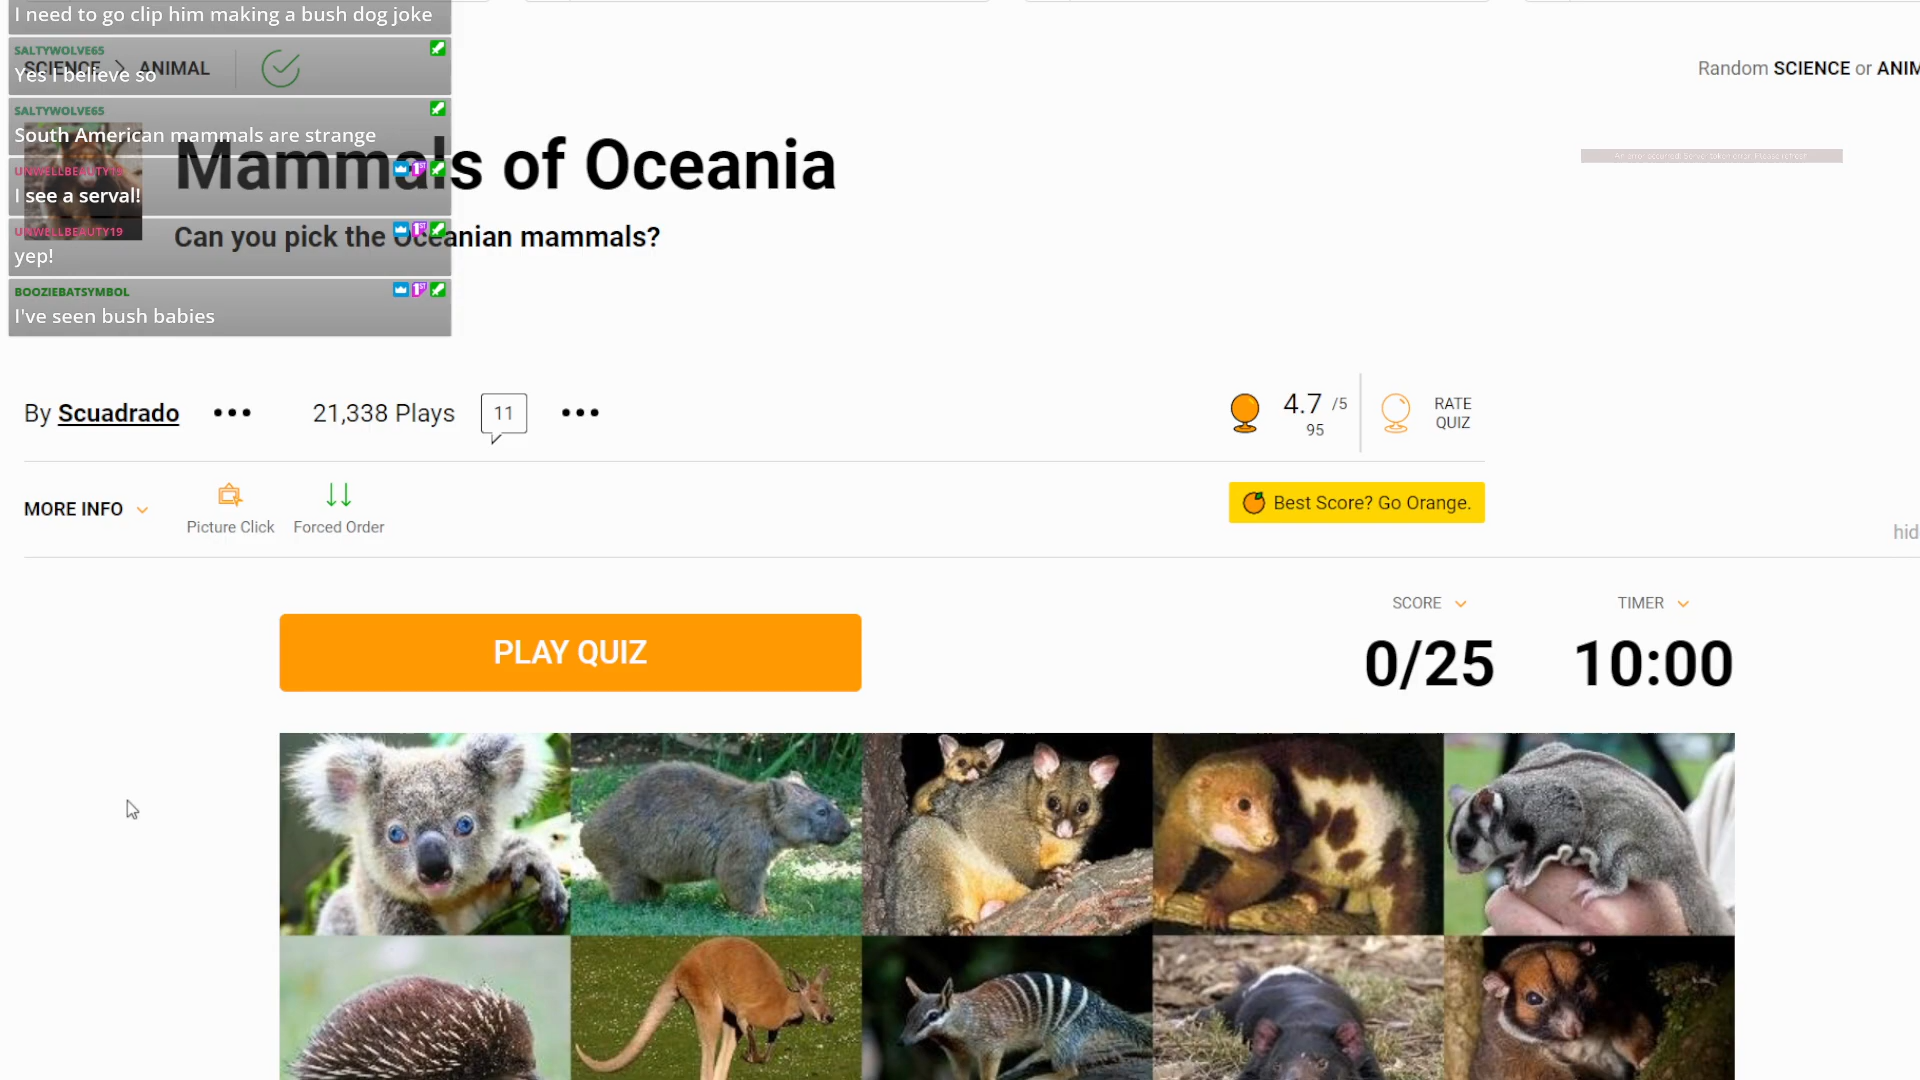 I need to go clip him making a bush dog joke
SALTYWOLVE65
Yes I believe so
SCIENCE > ANIMAL
Random SCIENCE or ANIM
SALTYWOLVE65
South American mammals are strange
UNWELLBEAUTY19
I see a serval!
Mammals of Oceania
UNWELLBEAUTY19
yep!
Can you pick the Oceanian mammals?
BOOZIEBATSYMBOL
I've seen bush babies
By Scuadrado
21,338 Plays
11
4.7 /5
95
RATE QUIZ
MORE INFO
Picture Click
Forced Order
Best Score? Go Orange.
hid
PLAY QUIZ
SCORE
0/25
TIMER
10:00